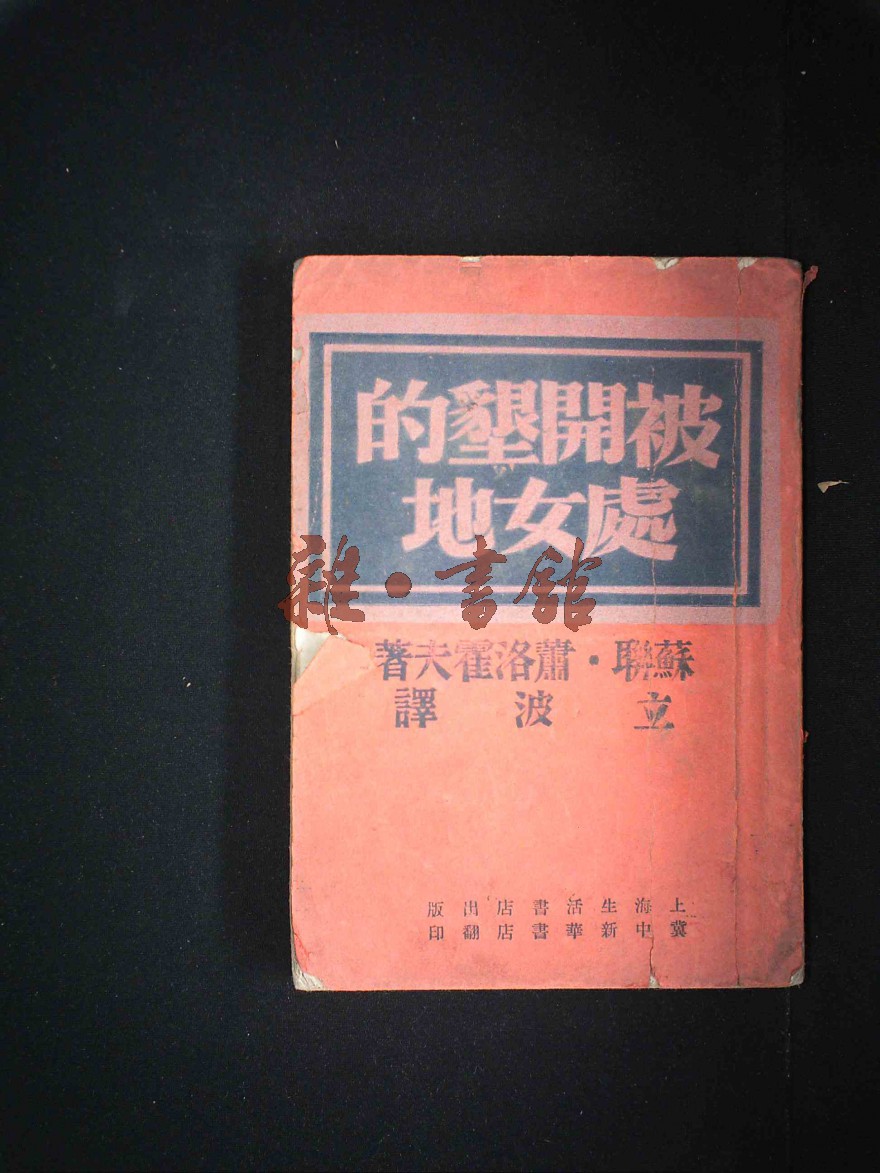 被開墾的
處女地
雜·書館
蘇聯·蕭洛霍夫著
立波譯
上海生活書店出版
冀中新華書店翻印